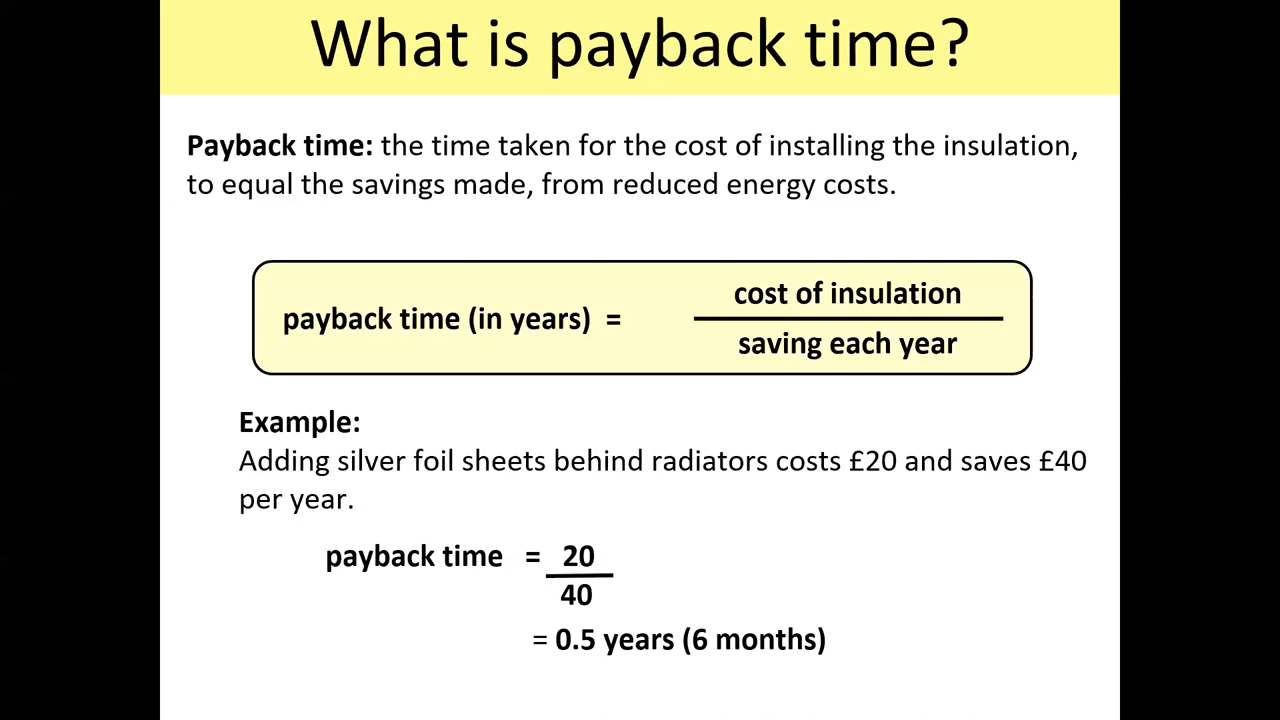 What is payback time?
Payback time: the time taken for the cost of installing the insulation,
to equal the savings made, from reduced energy costs.
payback time (in years) =
cost of insulation
saving each year
Example:
Adding silver foil sheets behind radiators costs £20 and saves £40
per year.
payback time = 20
40
= 0.5 years (6 months)